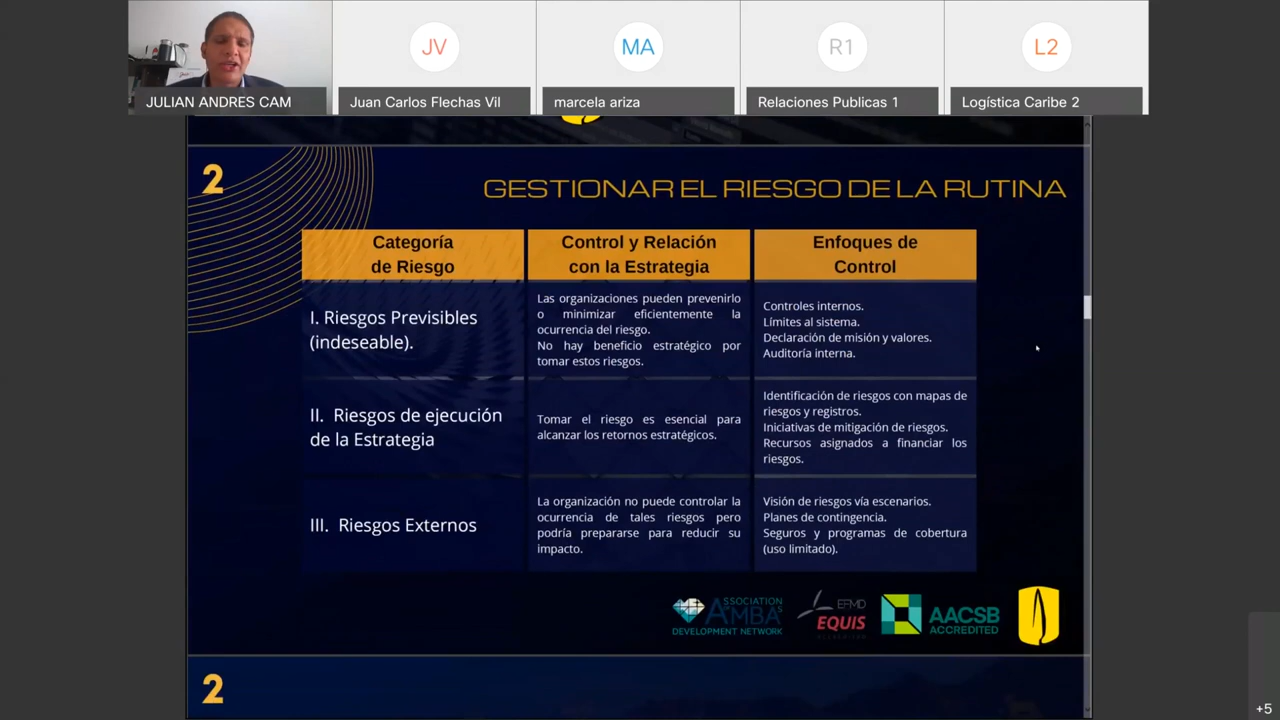 JV
MA
R1
L2
JULIAN ANDRES CAM
Juan Carlos Flechas Vil
marcela ariza
Relaciones Publicas 1
Logística Caribe 2
2
GESTIONAR EL RIESGO DE LA RUTINA
Categoría
de Riesgo
Control y Relación
con la Estrategia
Enfoques de
Control
I. Riesgos Previsibles
(indeseable).
Las organizaciones pueden prevenirlo
o minimizar eficientemente la
ocurrencia del riesgo.
No hay beneficio estratégico por
tomar estos riesgos.
Controles internos.
Límites al sistema.
Declaración de misión y valores.
Auditoría interna.
II. Riesgos de ejecución
de la Estrategia
Tomar el riesgo es esencial para
alcanzar los retornos estratégicos.
Identificación de riesgos con mapas de
riesgos y registros.
Iniciativas de mitigación de riesgos.
Recursos asignados a financiar los
riesgos.
III. Riesgos Externos
La organización no puede controlar la
ocurrencia de tales riesgos pero
podría prepararse para reducir su
impacto.
Visión de riesgos vía escenarios.
Planes de contingencia.
Seguros y programas de cobertura
(uso limitado).
ASSOCIATION
AMBAs
DEVELOPMENT NETWORK
EFMD
EQUIS
AACSB
ACCREDITED
2
+5